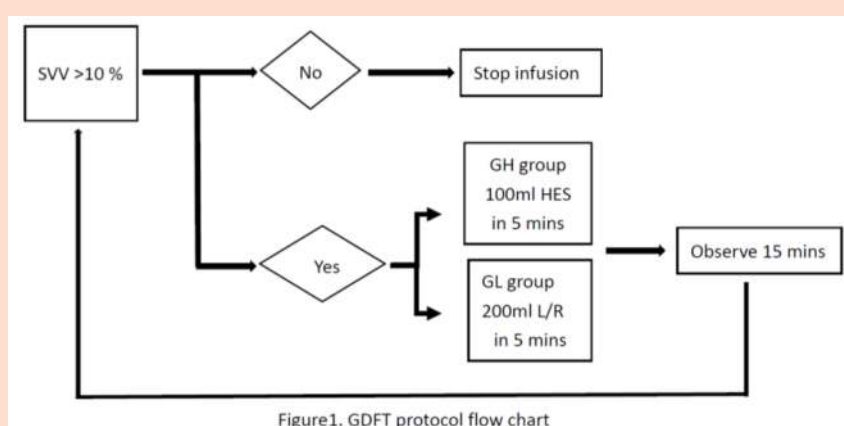 SVV >10 %
No
Stop infusion
Yes
GH group
100ml HES
in 5 mins
GL group
200ml L/R
in 5 mins
Observe 15 mins
Figure1. GDFT protocol flow chart